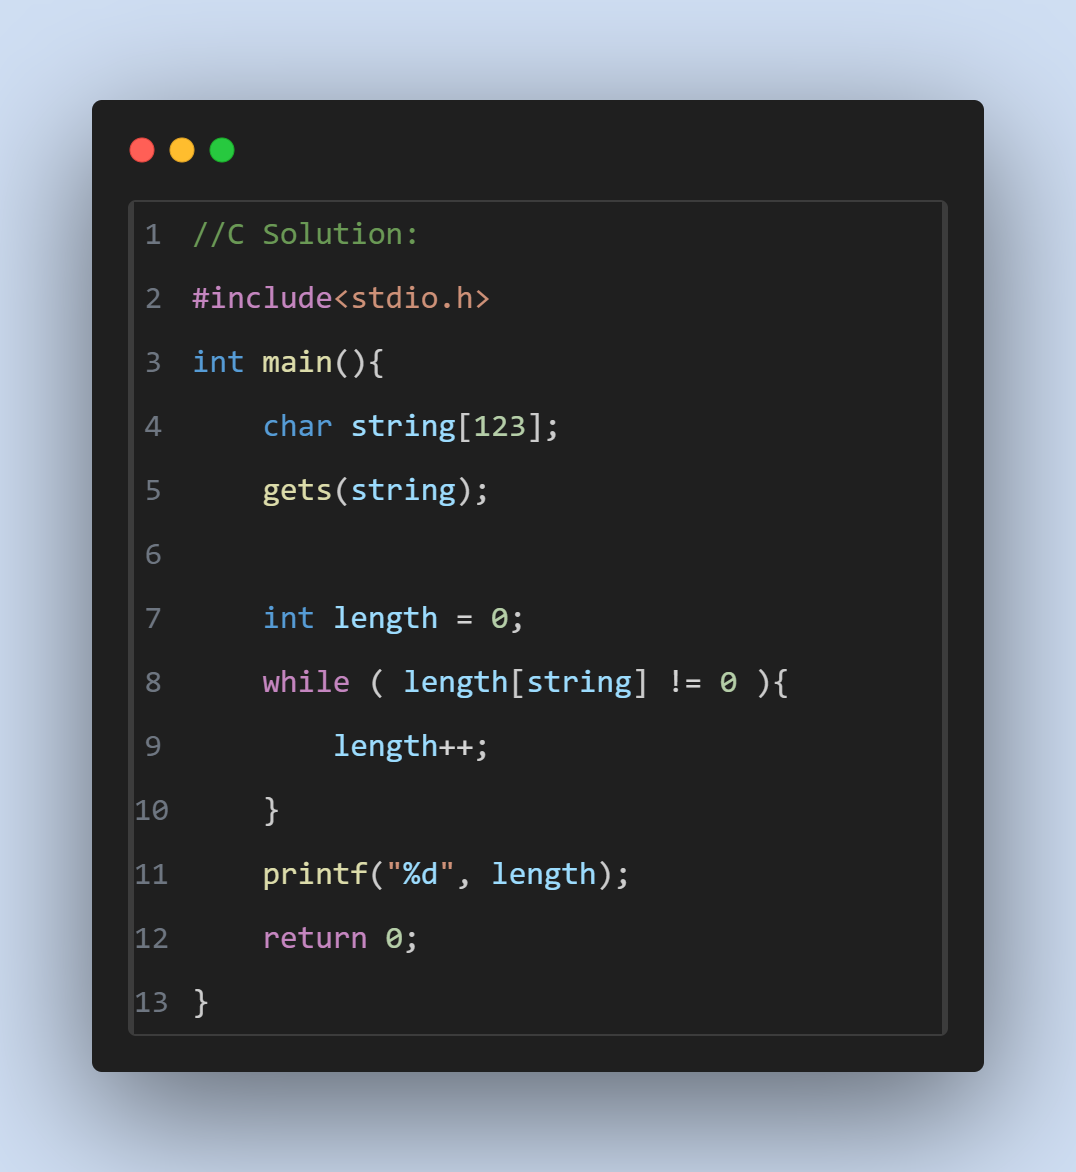 1 //C Solution:
2 #include<stdio.h>
3 int main(){
4     char string[123];
5     gets(string);
6
7     int length = 0;
8     while ( length[string] != 0 ){
9         length++;
10     }
11     printf("%d", length);
12     return 0;
13 }